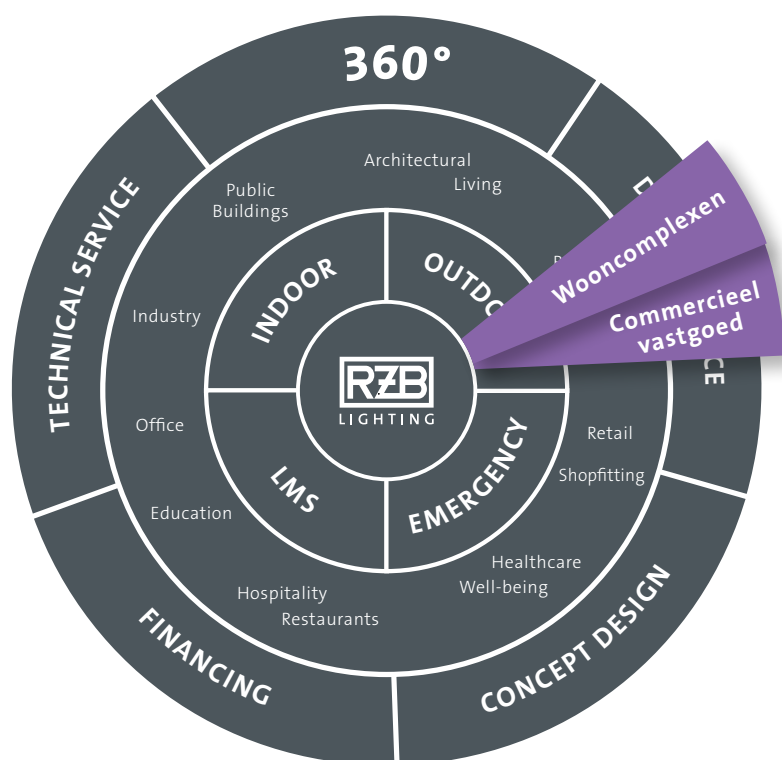 360°
TECHNICAL SERVICE
Architectural
Living
Public
Buildings
INDOOR
Wooncomplexen
Commercieel
vastgoed
Industry
RZB
LIGHTING
Office
Retail
Shopfitting
LMS
EMERGENCY
Education
Healthcare
Well-being
Hospitality
Restaurants
FINANCING
CONCEPT DESIGN